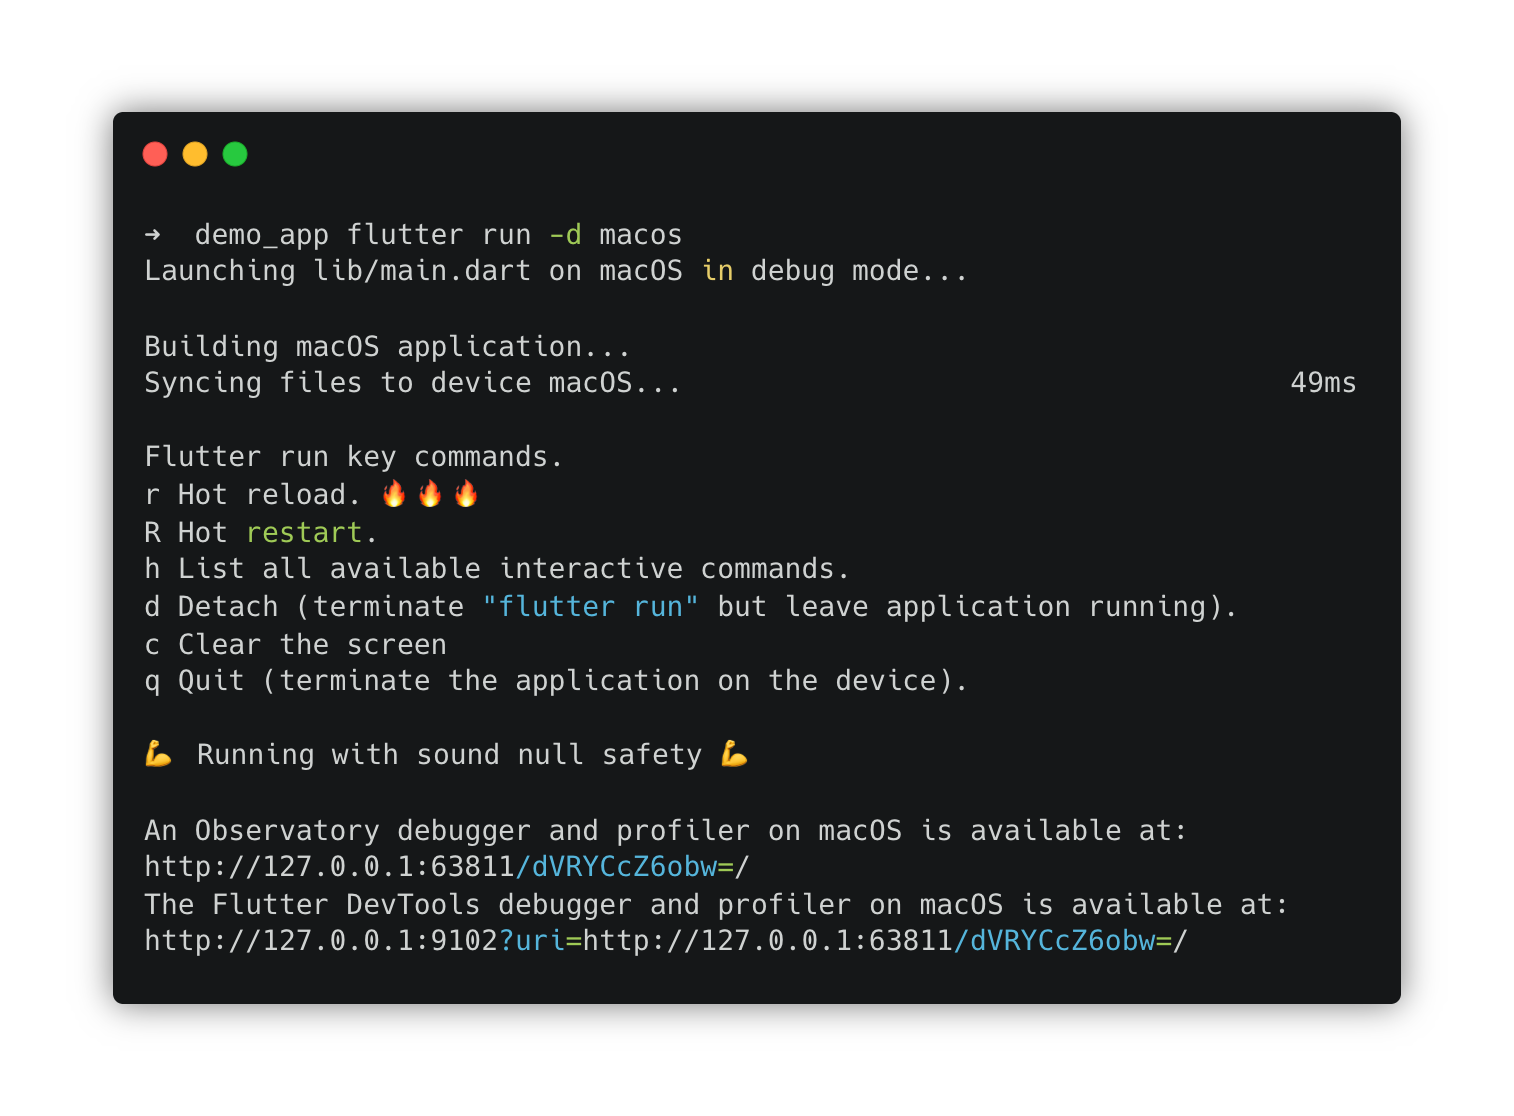 ➜  demo_app flutter run -d macos
Launching lib/main.dart on macOS in debug mode...
Building macOS application...
Syncing files to device macOS... 49ms
Flutter run key commands.
r Hot reload. 🔥🔥🔥
R Hot restart.
h List all available interactive commands.
d Detach (terminate "flutter run" but leave application running).
c Clear the screen
q Quit (terminate the application on the device).
💪 Running with sound null safety 💪
An Observatory debugger and profiler on macOS is available at:
http://127.0.0.1:63811/dVRYCcZ6obw=/
The Flutter DevTools debugger and profiler on macOS is available at:
http://127.0.0.1:9102?uri=http://127.0.0.1:63811/dVRYCcZ6obw=/